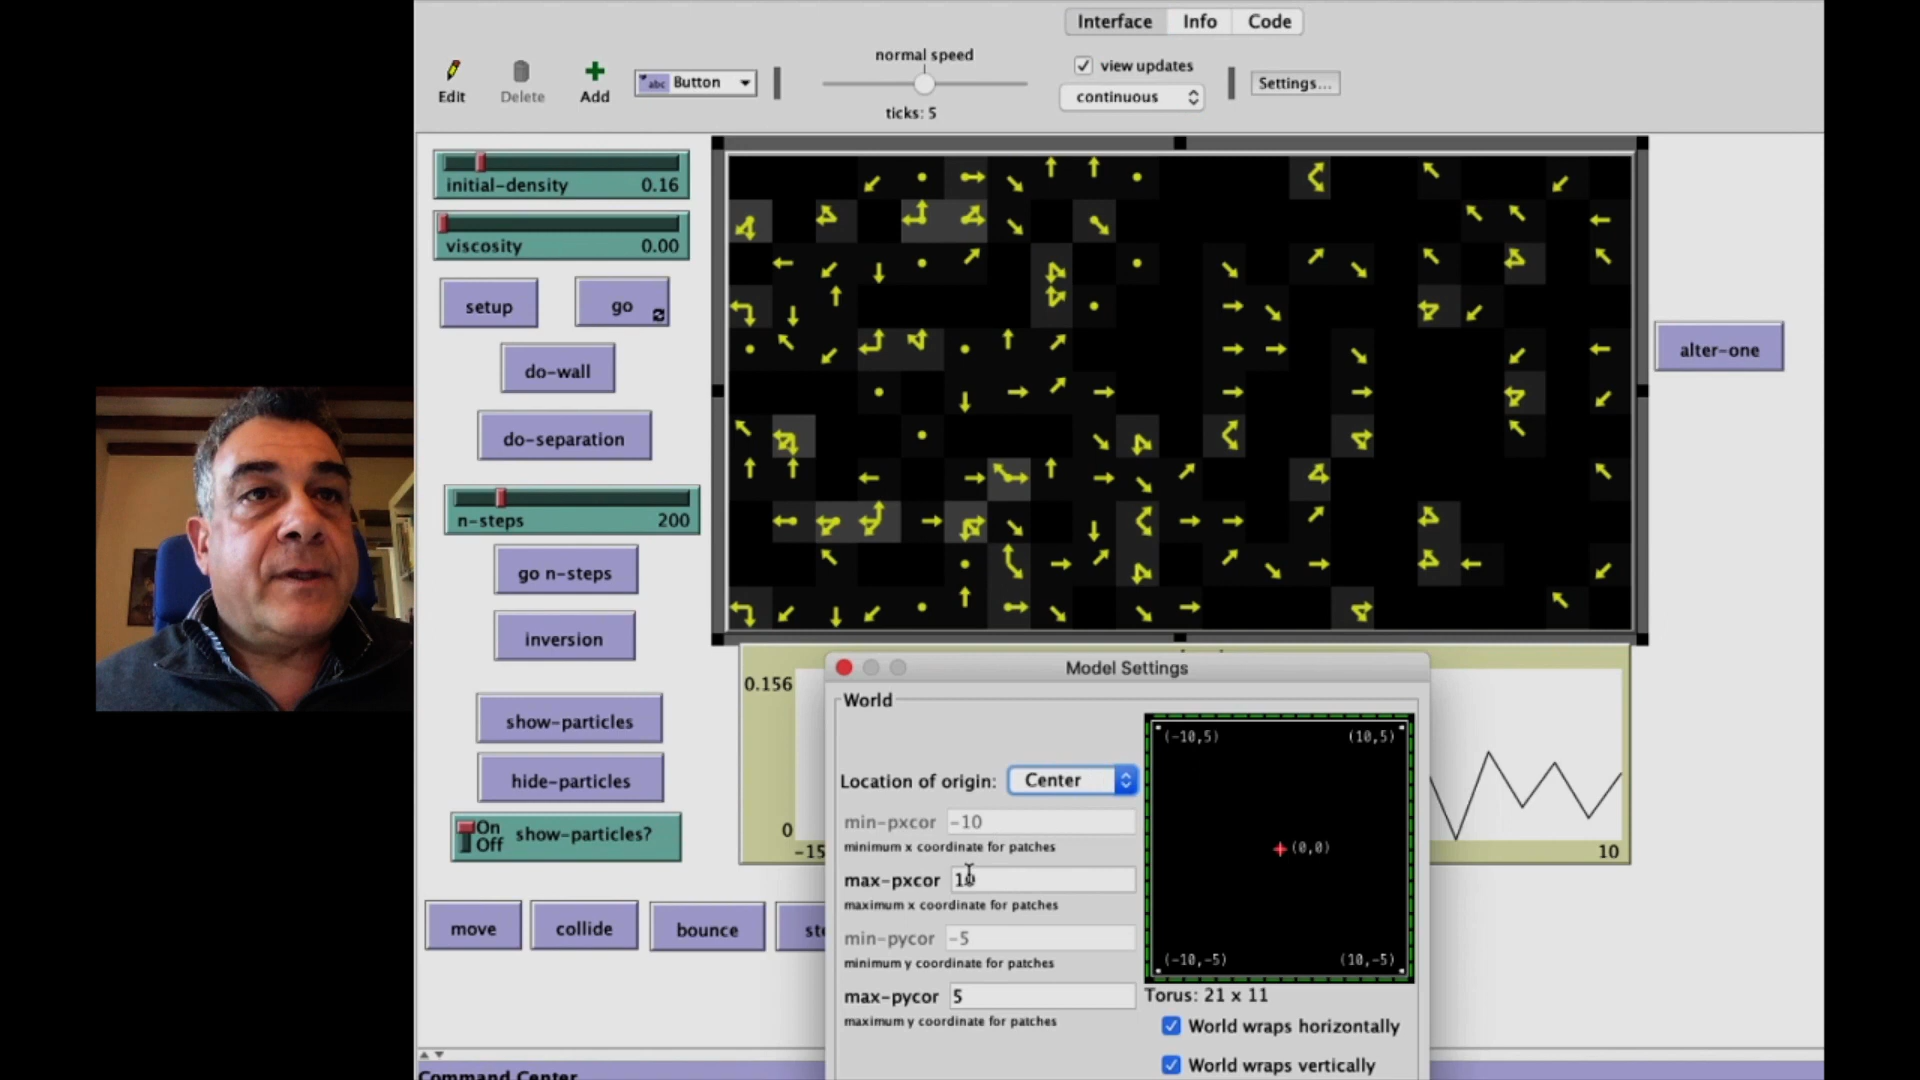 Interface Info Code
normal speed
Edit Delete Add abc Button
view updates
continuous
Settings...
ticks: 5
initial-density 0.16
viscosity 0.00
setup go
do-wall
do-separation
n-steps 200
go n-steps
inversion
show-particles
hide-particles
On
Off
show-particles?
move collide bounce
alter-one
0.156
0
-15
10
Model Settings
World
Location of origin: Center
min-pxcor -10
minimum x coordinate for patches
max-pxcor 10
maximum x coordinate for patches
min-pycor -5
minimum y coordinate for patches
max-pycor 5
maximum y coordinate for patches
(-10,5) (10,5)
(0,0)
(-10,-5) (10,-5)
Torus: 21 x 11
World wraps horizontally
World wraps vertically
Command Center